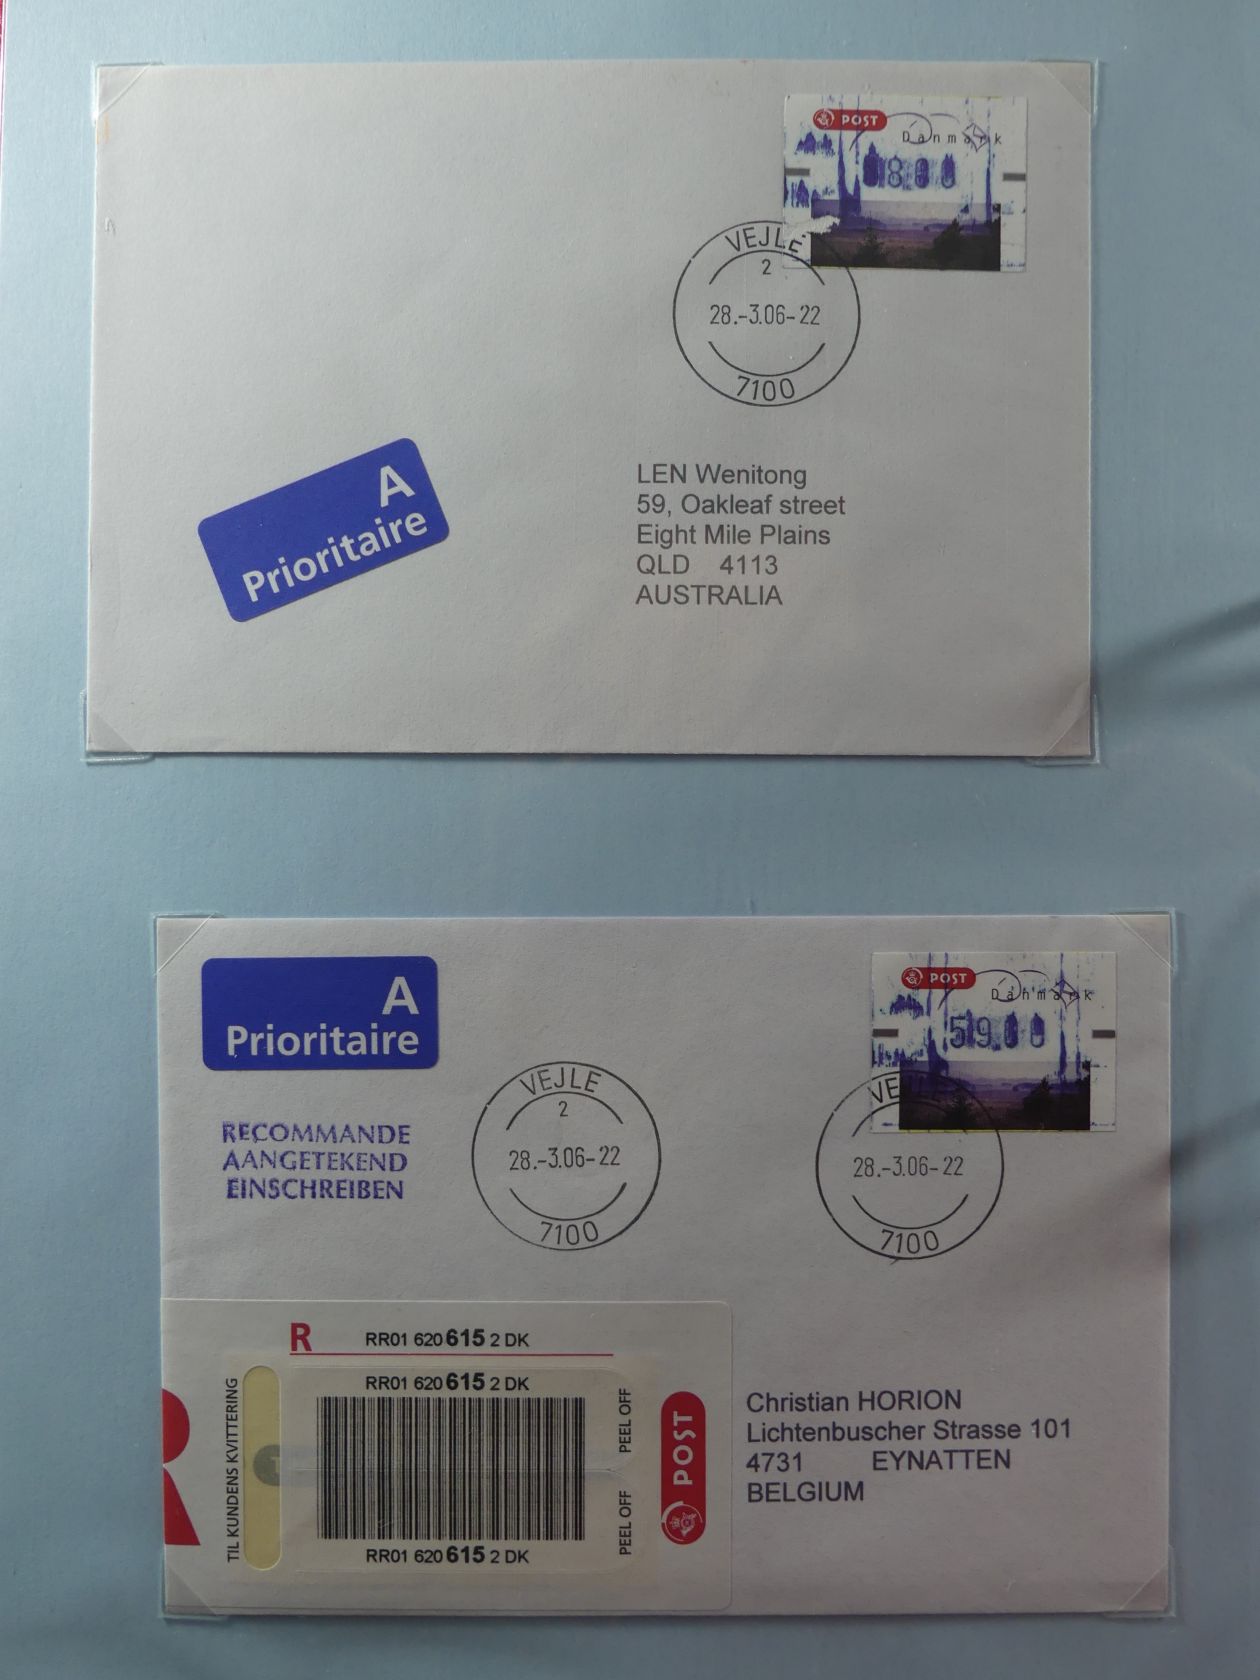 POST
Danmark
8.00
VEJLE
2
28.-3.06-22
7100
A
Prioritaire
LEN Wenitong
59, Oakleaf street
Eight Mile Plains
QLD 4113
AUSTRALIA
A
Prioritaire
POST
Danmark
59.00
RECOMMANDE
AANGETEKEND
EINSCHREIBEN
VEJLE
2
28.-3.06-22
7100
VEJLE
28.-3.06-22
7100
R
R RR01 620 615 2 DK
RR01 620 615 2 DK
TIL KUNDENS KVITTERING
PEEL OFF
PEEL OFF
POST
RR01 620 615 2 DK
Christian HORION
Lichtenbuscher Strasse 101
4731 EYNATTEN
BELGIUM